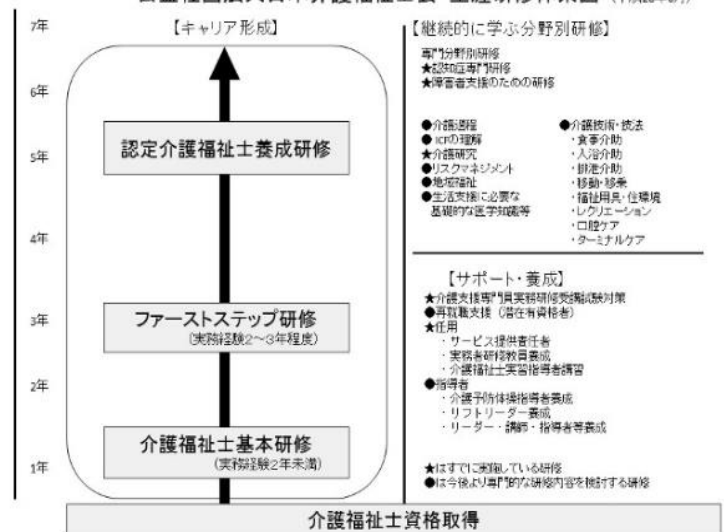 7年
6年
5年
4年
3年
2年
1年
【キャリア形成】
認定介護福祉士養成研修
ファーストステップ研修
(実務経験2～3年程度)
介護福祉士基本研修
(実務経験2年未満)
介護福祉士資格取得
【継続的に学ぶ分野別研修】
専門分野別研修
★認知症専門研修
★障害者支援のための研修
●介護過程
●ICFの理解
★介護研究
●リスクマネジメント
●地域福祉
●生活支援に必要な
基礎的な医学知識等
●介護技術・技法
・食事介助
・入浴介助
・排泄介助
・移動・移乗
・福祉用具・住環境
・レクリエーション
・口腔ケア
・ターミナルケア
【サポート・養成】
★介護支援専門員実務研修受講試験対策
●再就職支援（潜在有資格者）
★任用
・サービス提供責任者
・実務者研修教員養成
・介護福祉士実習指導者講習
●指導者
・介護予防体操指導者養成
・リフトリーダー養成
・リーダー・講師・指導者等養成
★はすでに実施している研修
●は今後より専門的な研修内容を検討する研修